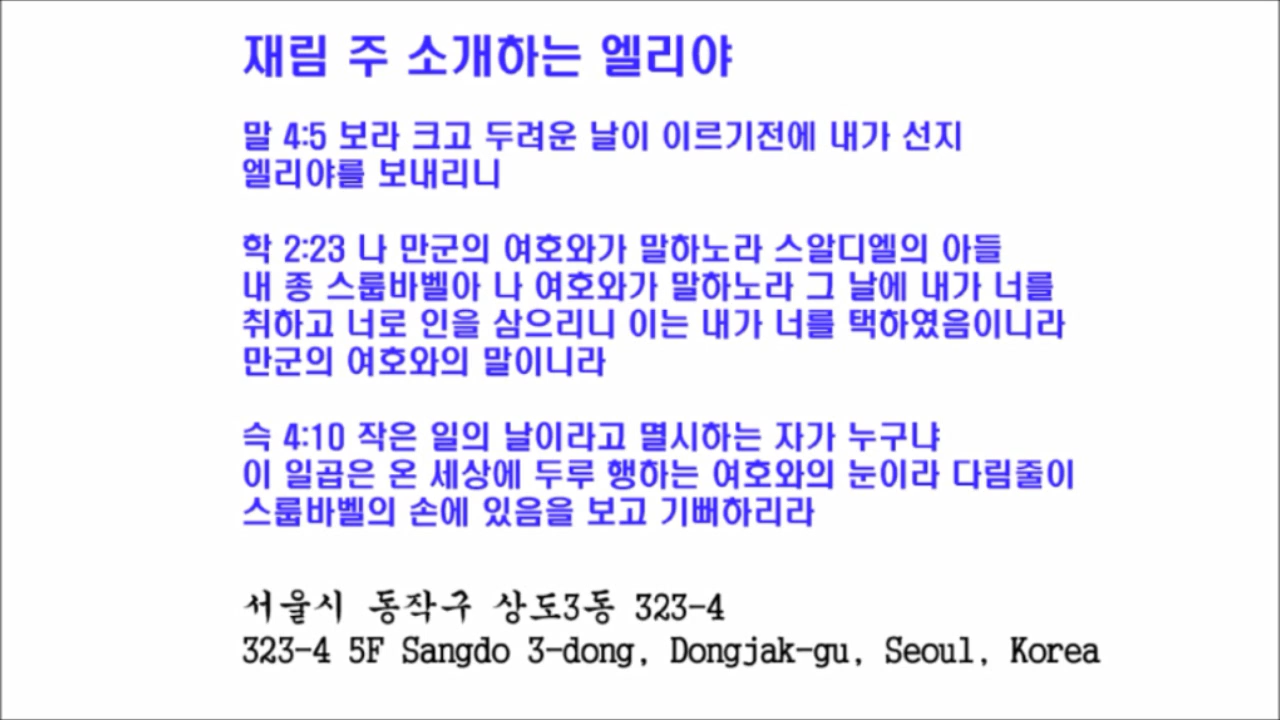 재림 주 소개하는 엘리야
말 4:5 보라 크고 두려운 날이 이르기전에 내가 선지
엘리야를 보내리니
학 2:23 나 만군의 여호와가 말하노라 스알디엘의 아들
내 종 스룹바벨아 나 여호와가 말하노라 그 날에 내가 너를
취하고 너로 인을 삼으리니 이는 내가 너를 택하였음이니라
만군의 여호와의 말이니라
슥 4:10 작은 일의 날이라고 멸시하는 자가 누구냐
이 일곱은 온 세상에 두루 행하는 여호와의 눈이라 다림줄이
스룹바벨의 손에 있음을 보고 기뻐하리라
서울시 동작구 상도3동 323-4
323-4 5F Sangdo 3-dong, Dongjak-gu, Seoul, Korea